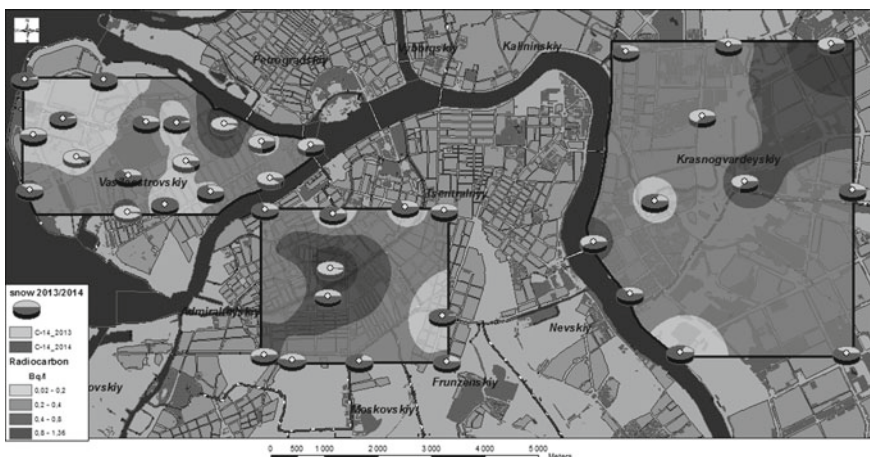 Petrogradskiy
Vyborgskiy
Kalininskiy
Krasnogvardeyskiy
Vasileostrovskiy
Tsentralnyy
Admiralteyskiy
Nevskiy
Frunzenskiy
Moskovskiy
ovskiy
snow 2013/2014
C-14_2013
C-14_2014
Radiocarbon
Bq/l
0,02 - 0,2
0,2 - 0,4
0,4 - 0,8
0,8 - 1,36
0 500 1 000 2 000 3 000 4 000 5 000
Meters